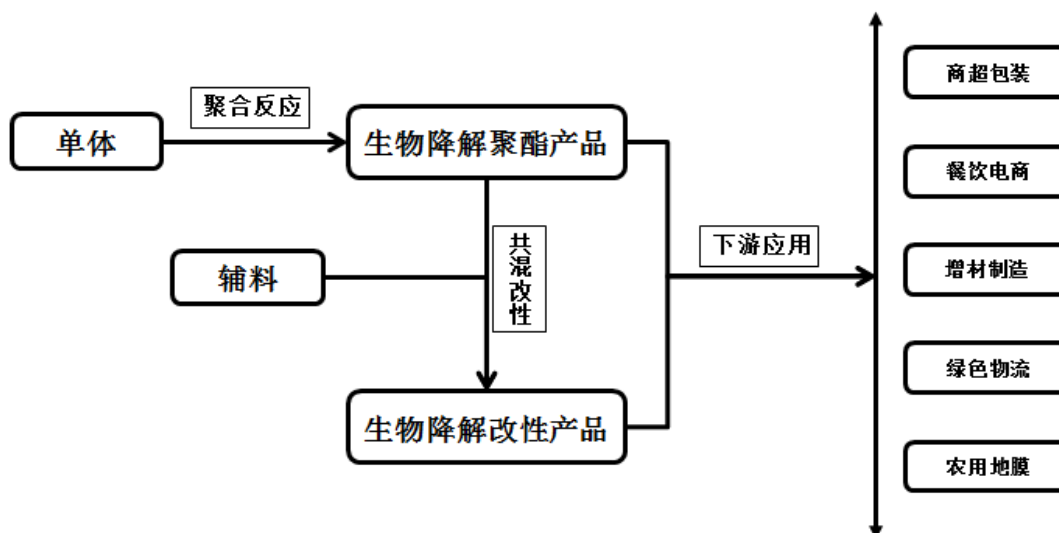 商超包装
聚合反应
单体
生物降解聚酯产品
餐饮电商
共混改性
下游应用
辅料
增材制造
绿色物流
生物降解改性产品
农用地膜